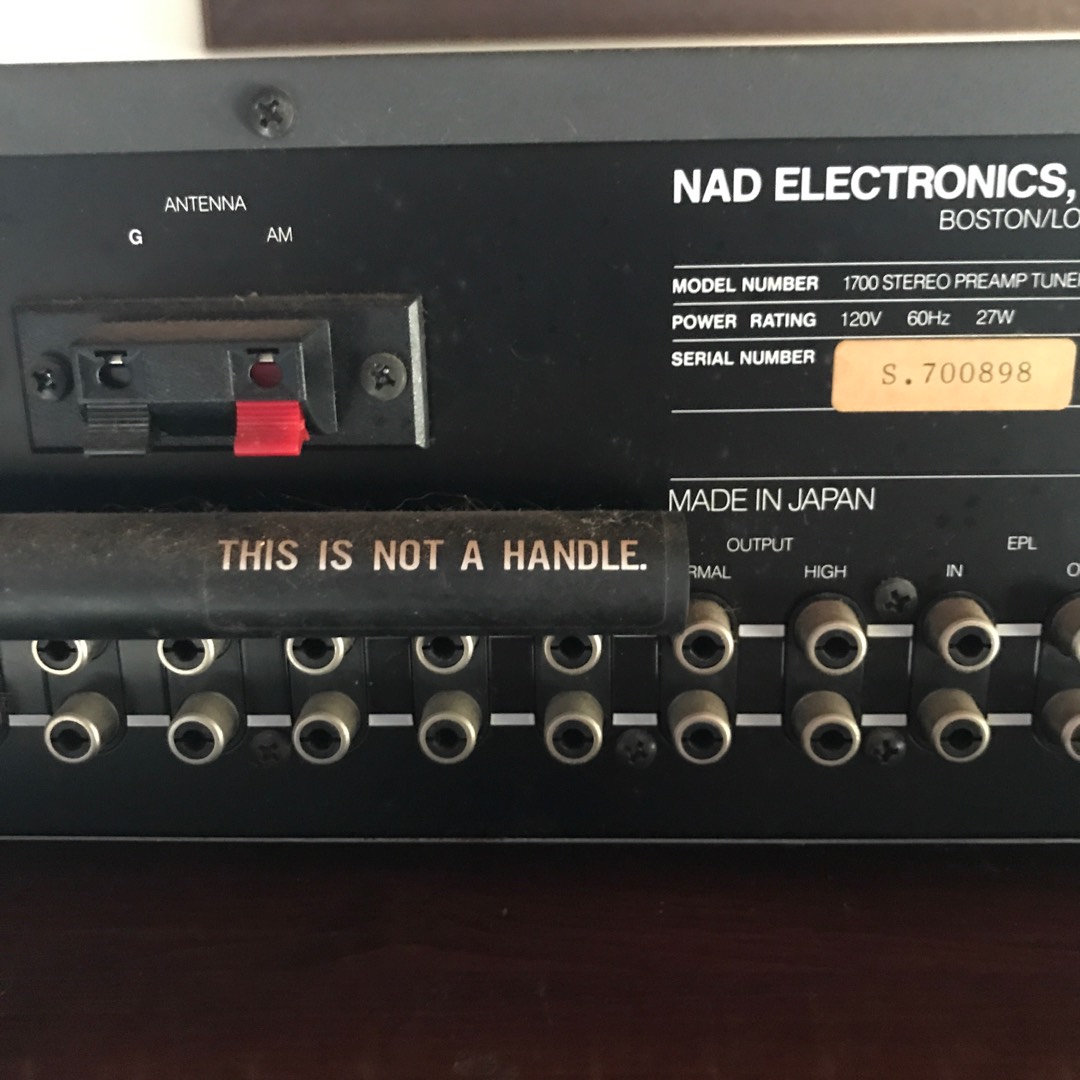 ANTENNA
G AM
NAD ELECTRONICS,
BOSTON/LO
MODEL NUMBER 1700 STEREO PREAMP TUNE
POWER RATING 120V 60Hz 27W
SERIAL NUMBER S.700898
MADE IN JAPAN
THIS IS NOT A HANDLE.
OUTPUT EPL
RMAL HIGH IN O